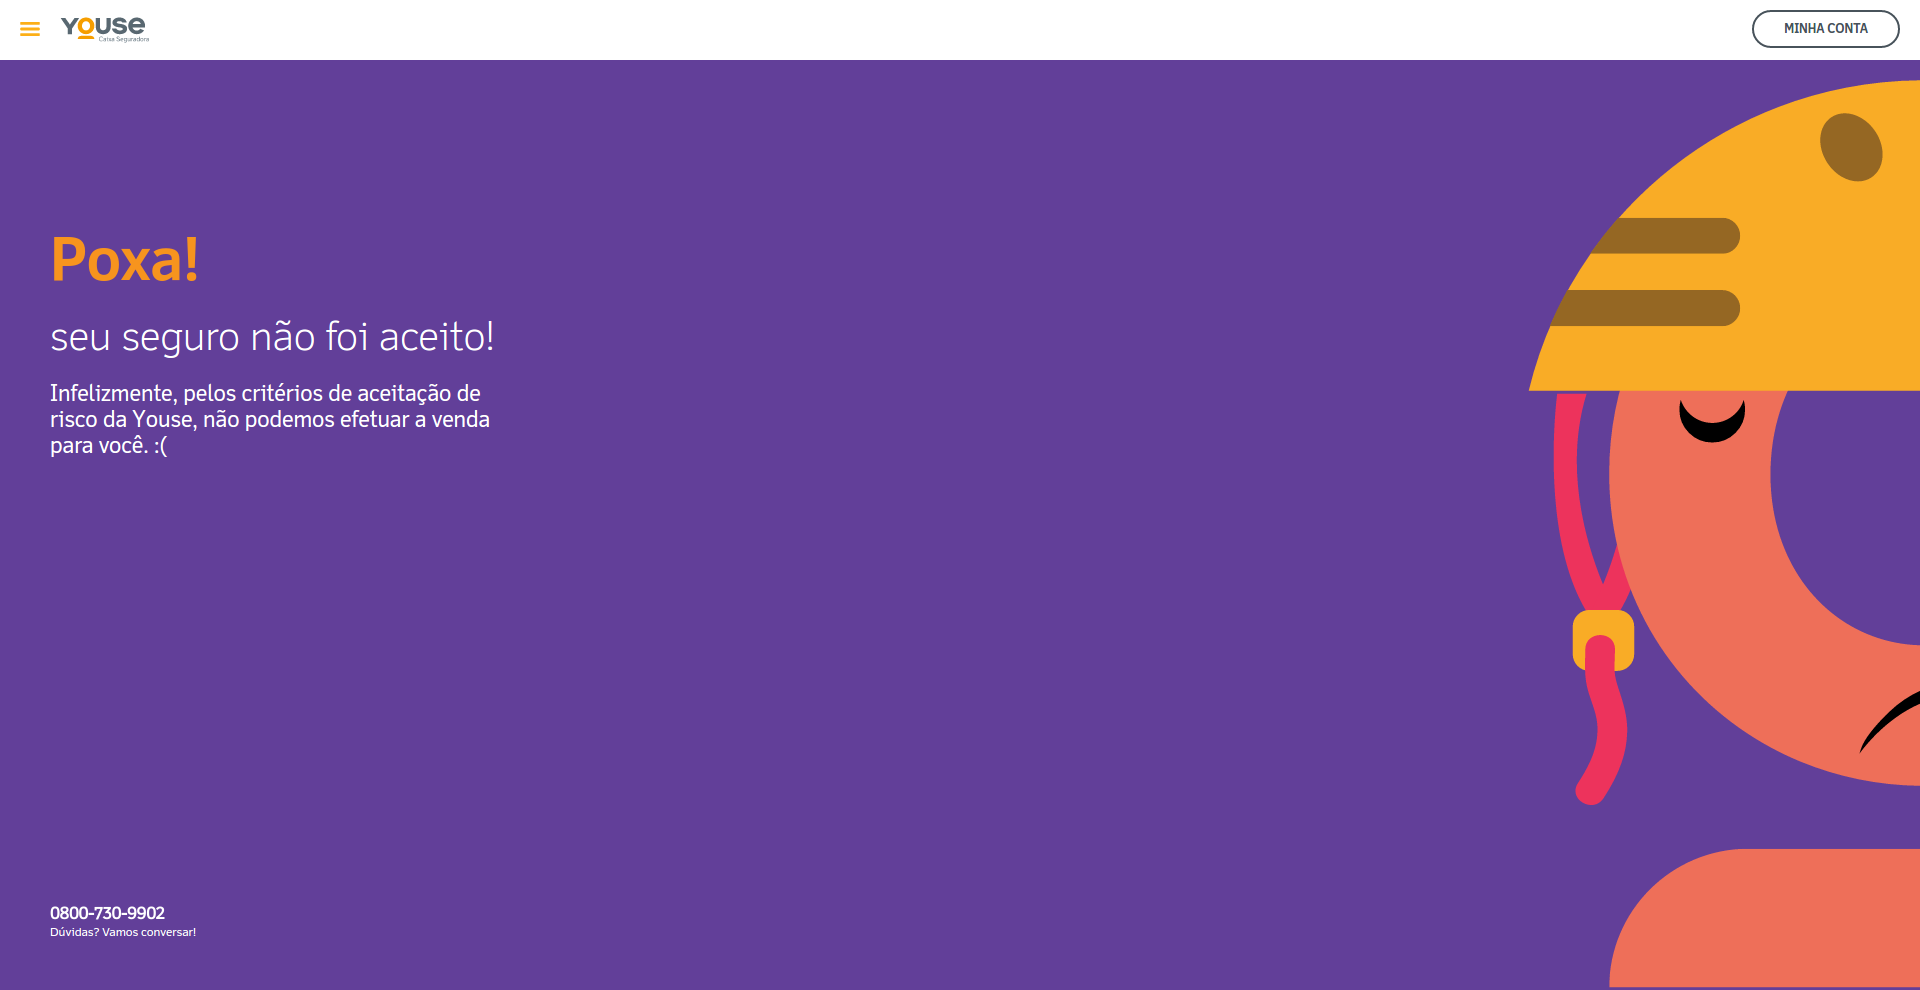 Youse
Caixa Seguradora
MINHA CONTA
Poxa!
seu seguro não foi aceito!
Infelizmente, pelos critérios de aceitação de
risco da Youse, não podemos efetuar a venda
para você. :(
0800-730-9902
Dúvidas? Vamos conversar!